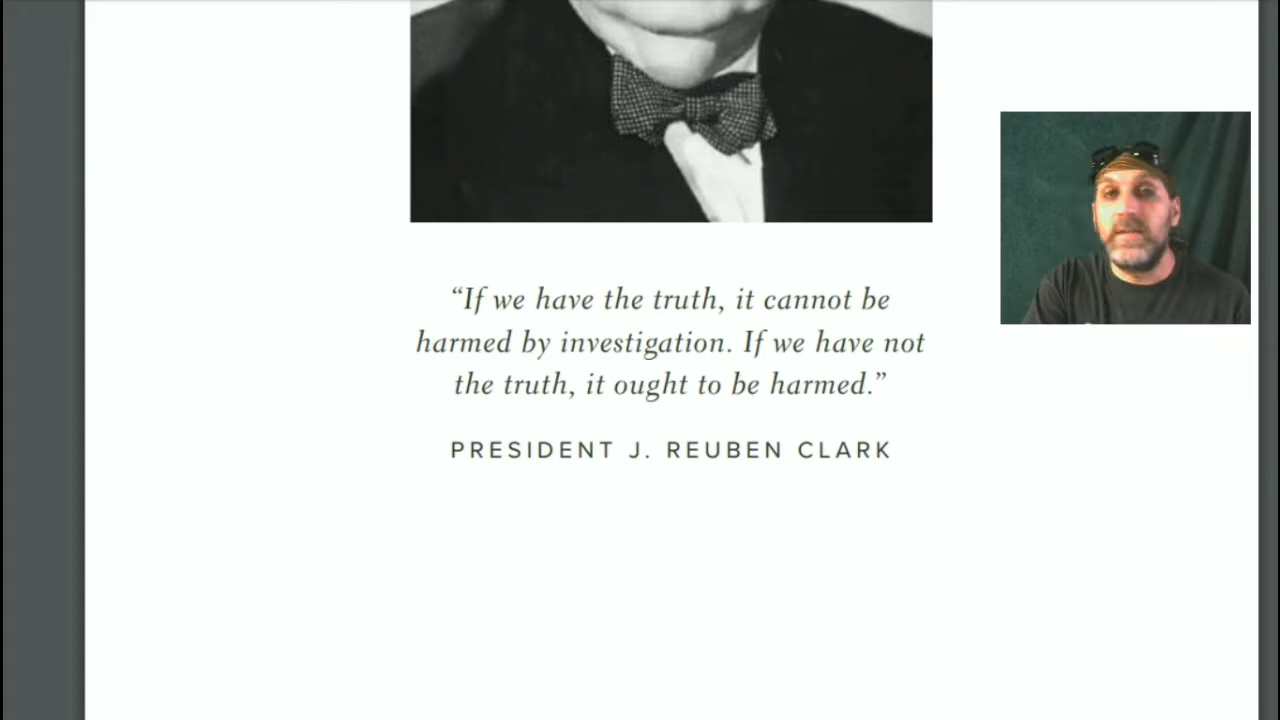 “If we have the truth, it cannot be
harmed by investigation. If we have not
the truth, it ought to be harmed.”
PRESIDENT J. REUBEN CLARK